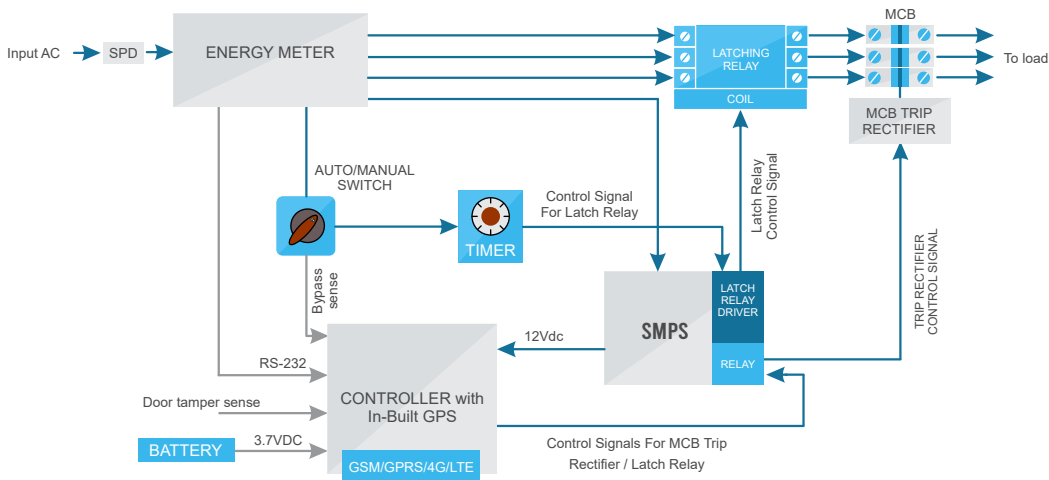 MCB
Input AC
SPD
ENERGY METER
LATCHING
RELAY
To load
COIL
MCB TRIP
RECTIFIER
AUTO/MANUAL
SWITCH
Latch Relay
Control Signal
Control Signal
For Latch Relay
TIMER
TRIP RECTIFIER
CONTROL SIGNAL
Bypass
sense
LATCH
RELAY
DRIVER
SMPS
12Vdc
RELAY
RS-232
CONTROLLER with
In-Built GPS
Door tamper sense
3.7VDC
BATTERY
Control Signals For MCB Trip
Rectifier / Latch Relay
GSM/GPRS/4G/LTE